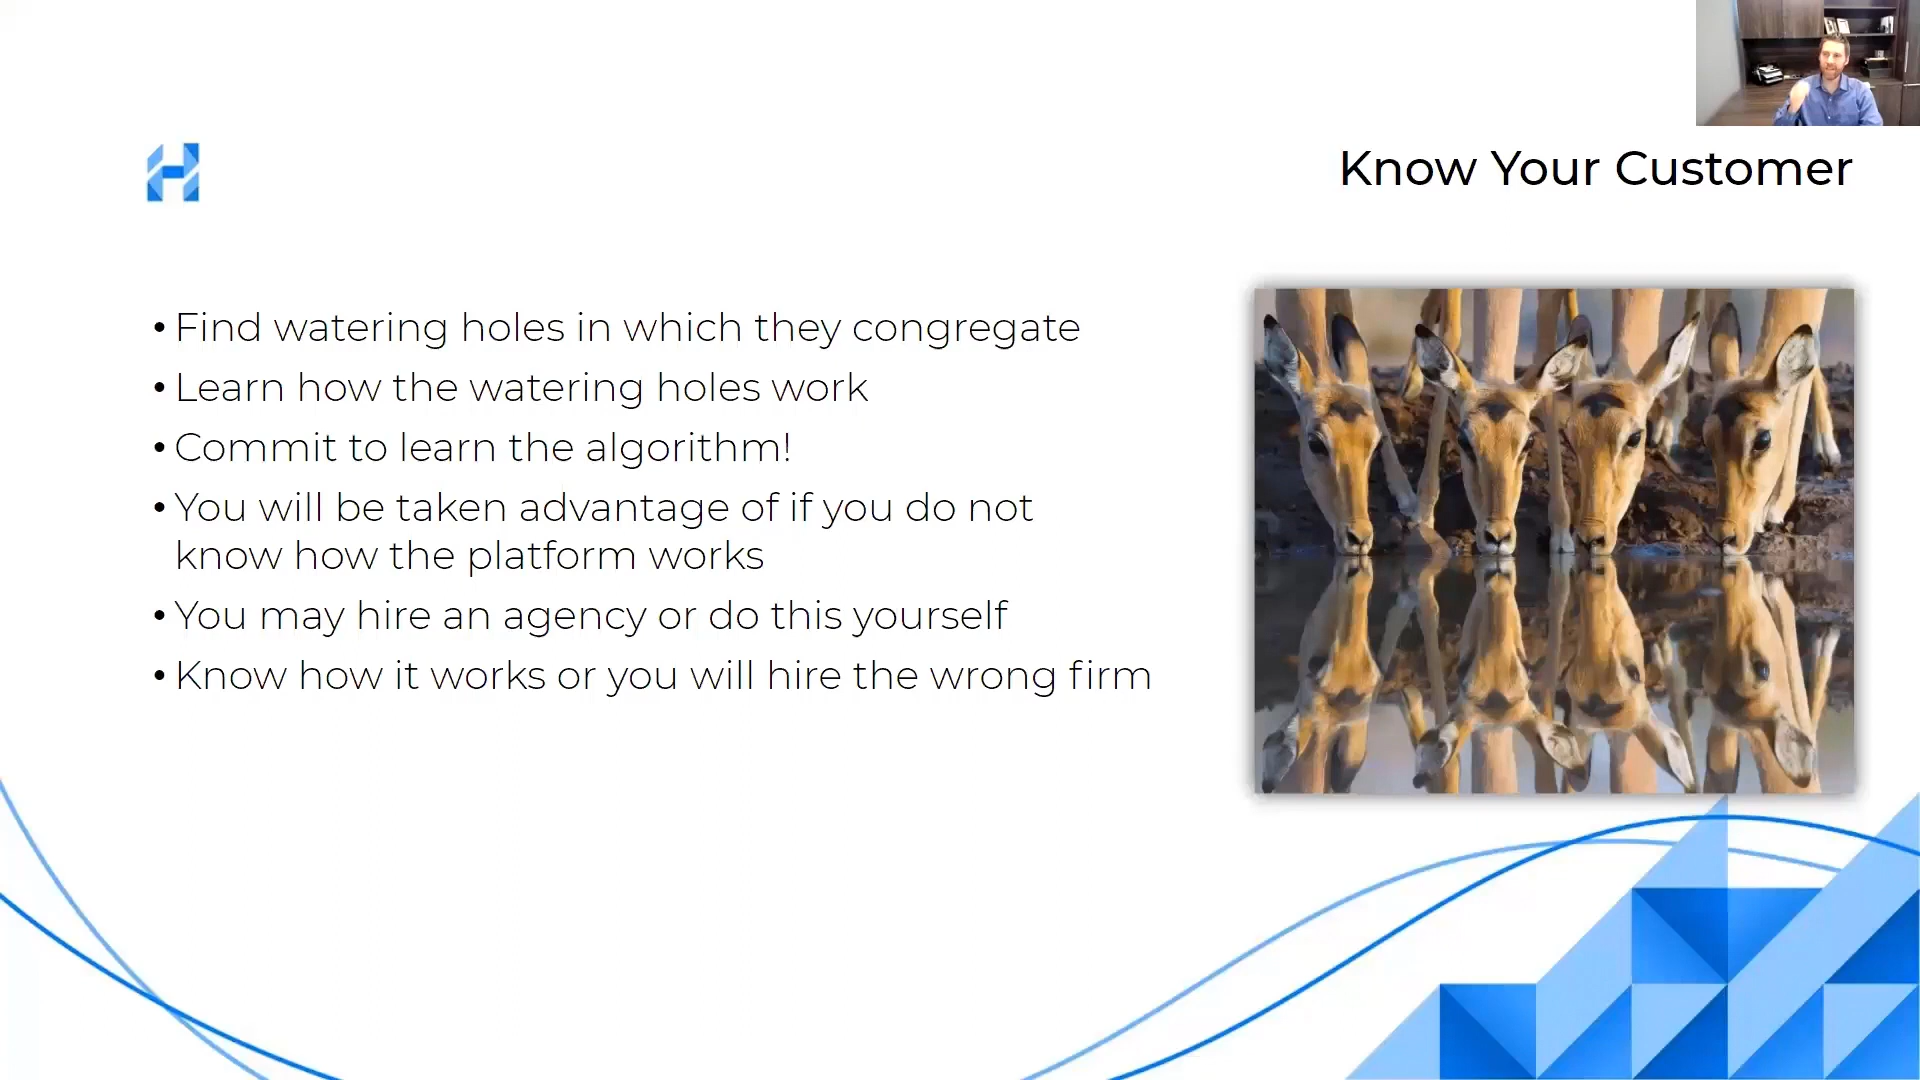 Know Your Customer
• Find watering holes in which they congregate
• Learn how the watering holes work
• Commit to learn the algorithm!
• You will be taken advantage of if you do not
know how the platform works
• You may hire an agency or do this yourself
• Know how it works or you will hire the wrong firm